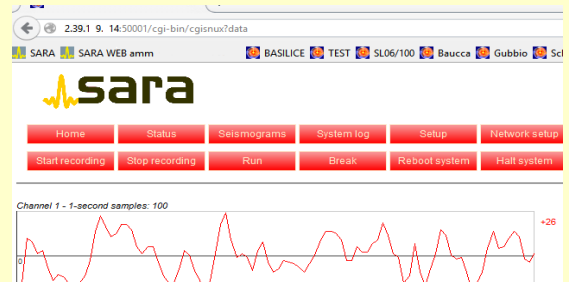 2.39.1 9. 14:50001/cgi-bin/cgisnux?data
SARA SARA WEB amm BASILICE TEST SL06/100 Baucca Gubbio Scl
sara
Home Status Seismograms System log Setup Network setup
Start recording Stop recording Run Break Reboot system Halt system
Channel 1 - 1-second samples: 100
+26
0